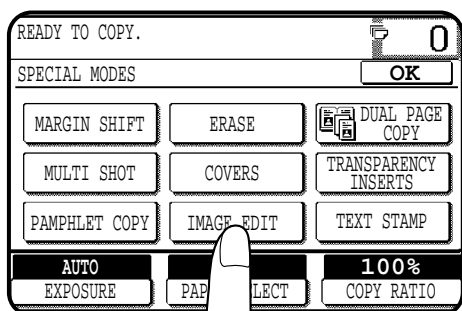 READY TO COPY.
0
SPECIAL MODES
OK
MARGIN SHIFT
ERASE
DUAL PAGE
COPY
MULTI SHOT
COVERS
TRANSPARENCY
INSERTS
PAMPHLET COPY
IMAGE EDIT
TEXT STAMP
AUTO
100%
EXPOSURE
COPY RATIO